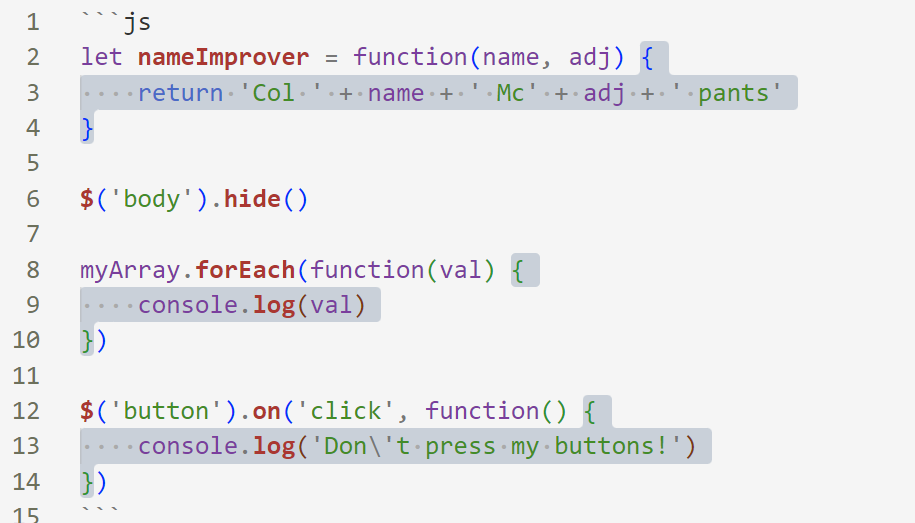 1 ```js
2 let nameImprover = function(name, adj) {
3     return 'Col ' + name + ' Mc' + adj + ' pants'
4 }
5
6 $('body').hide()
7
8 myArray.forEach(function(val) {
9     console.log(val)
10 })
11
12 $('button').on('click', function() {
13     console.log('Don\'t press my buttons!')
14 })
15 ```